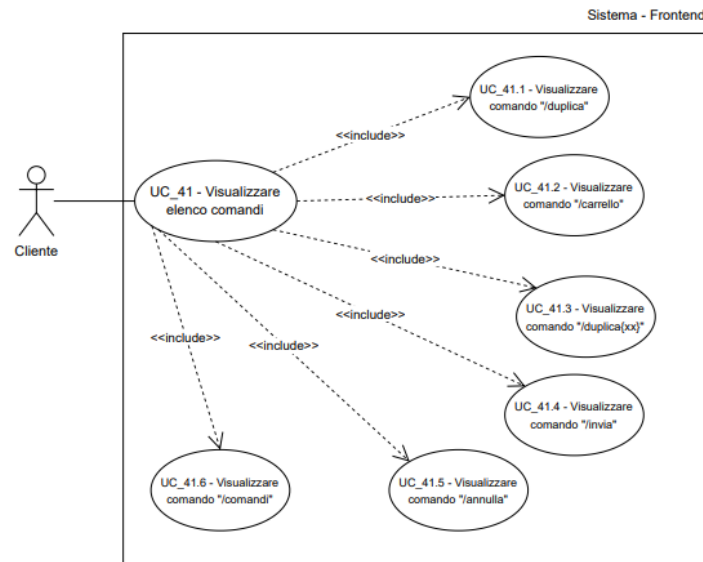 Sistema - Frontend
UC_41.1 - Visualizzare
comando "/duplica"
<<include>>
UC_41 - Visualizzare
elenco comandi
<<include>>
UC_41.2 - Visualizzare
comando "/carrello"
Cliente
<<include>>
UC_41.3 - Visualizzare
comando "/duplica{xx}"
<<include>>
<<include>>
<<include>>
UC_41.4 - Visualizzare
comando "/invia"
UC_41.6 - Visualizzare
comando "/comandi"
UC_41.5 - Visualizzare
comando "/annulla"